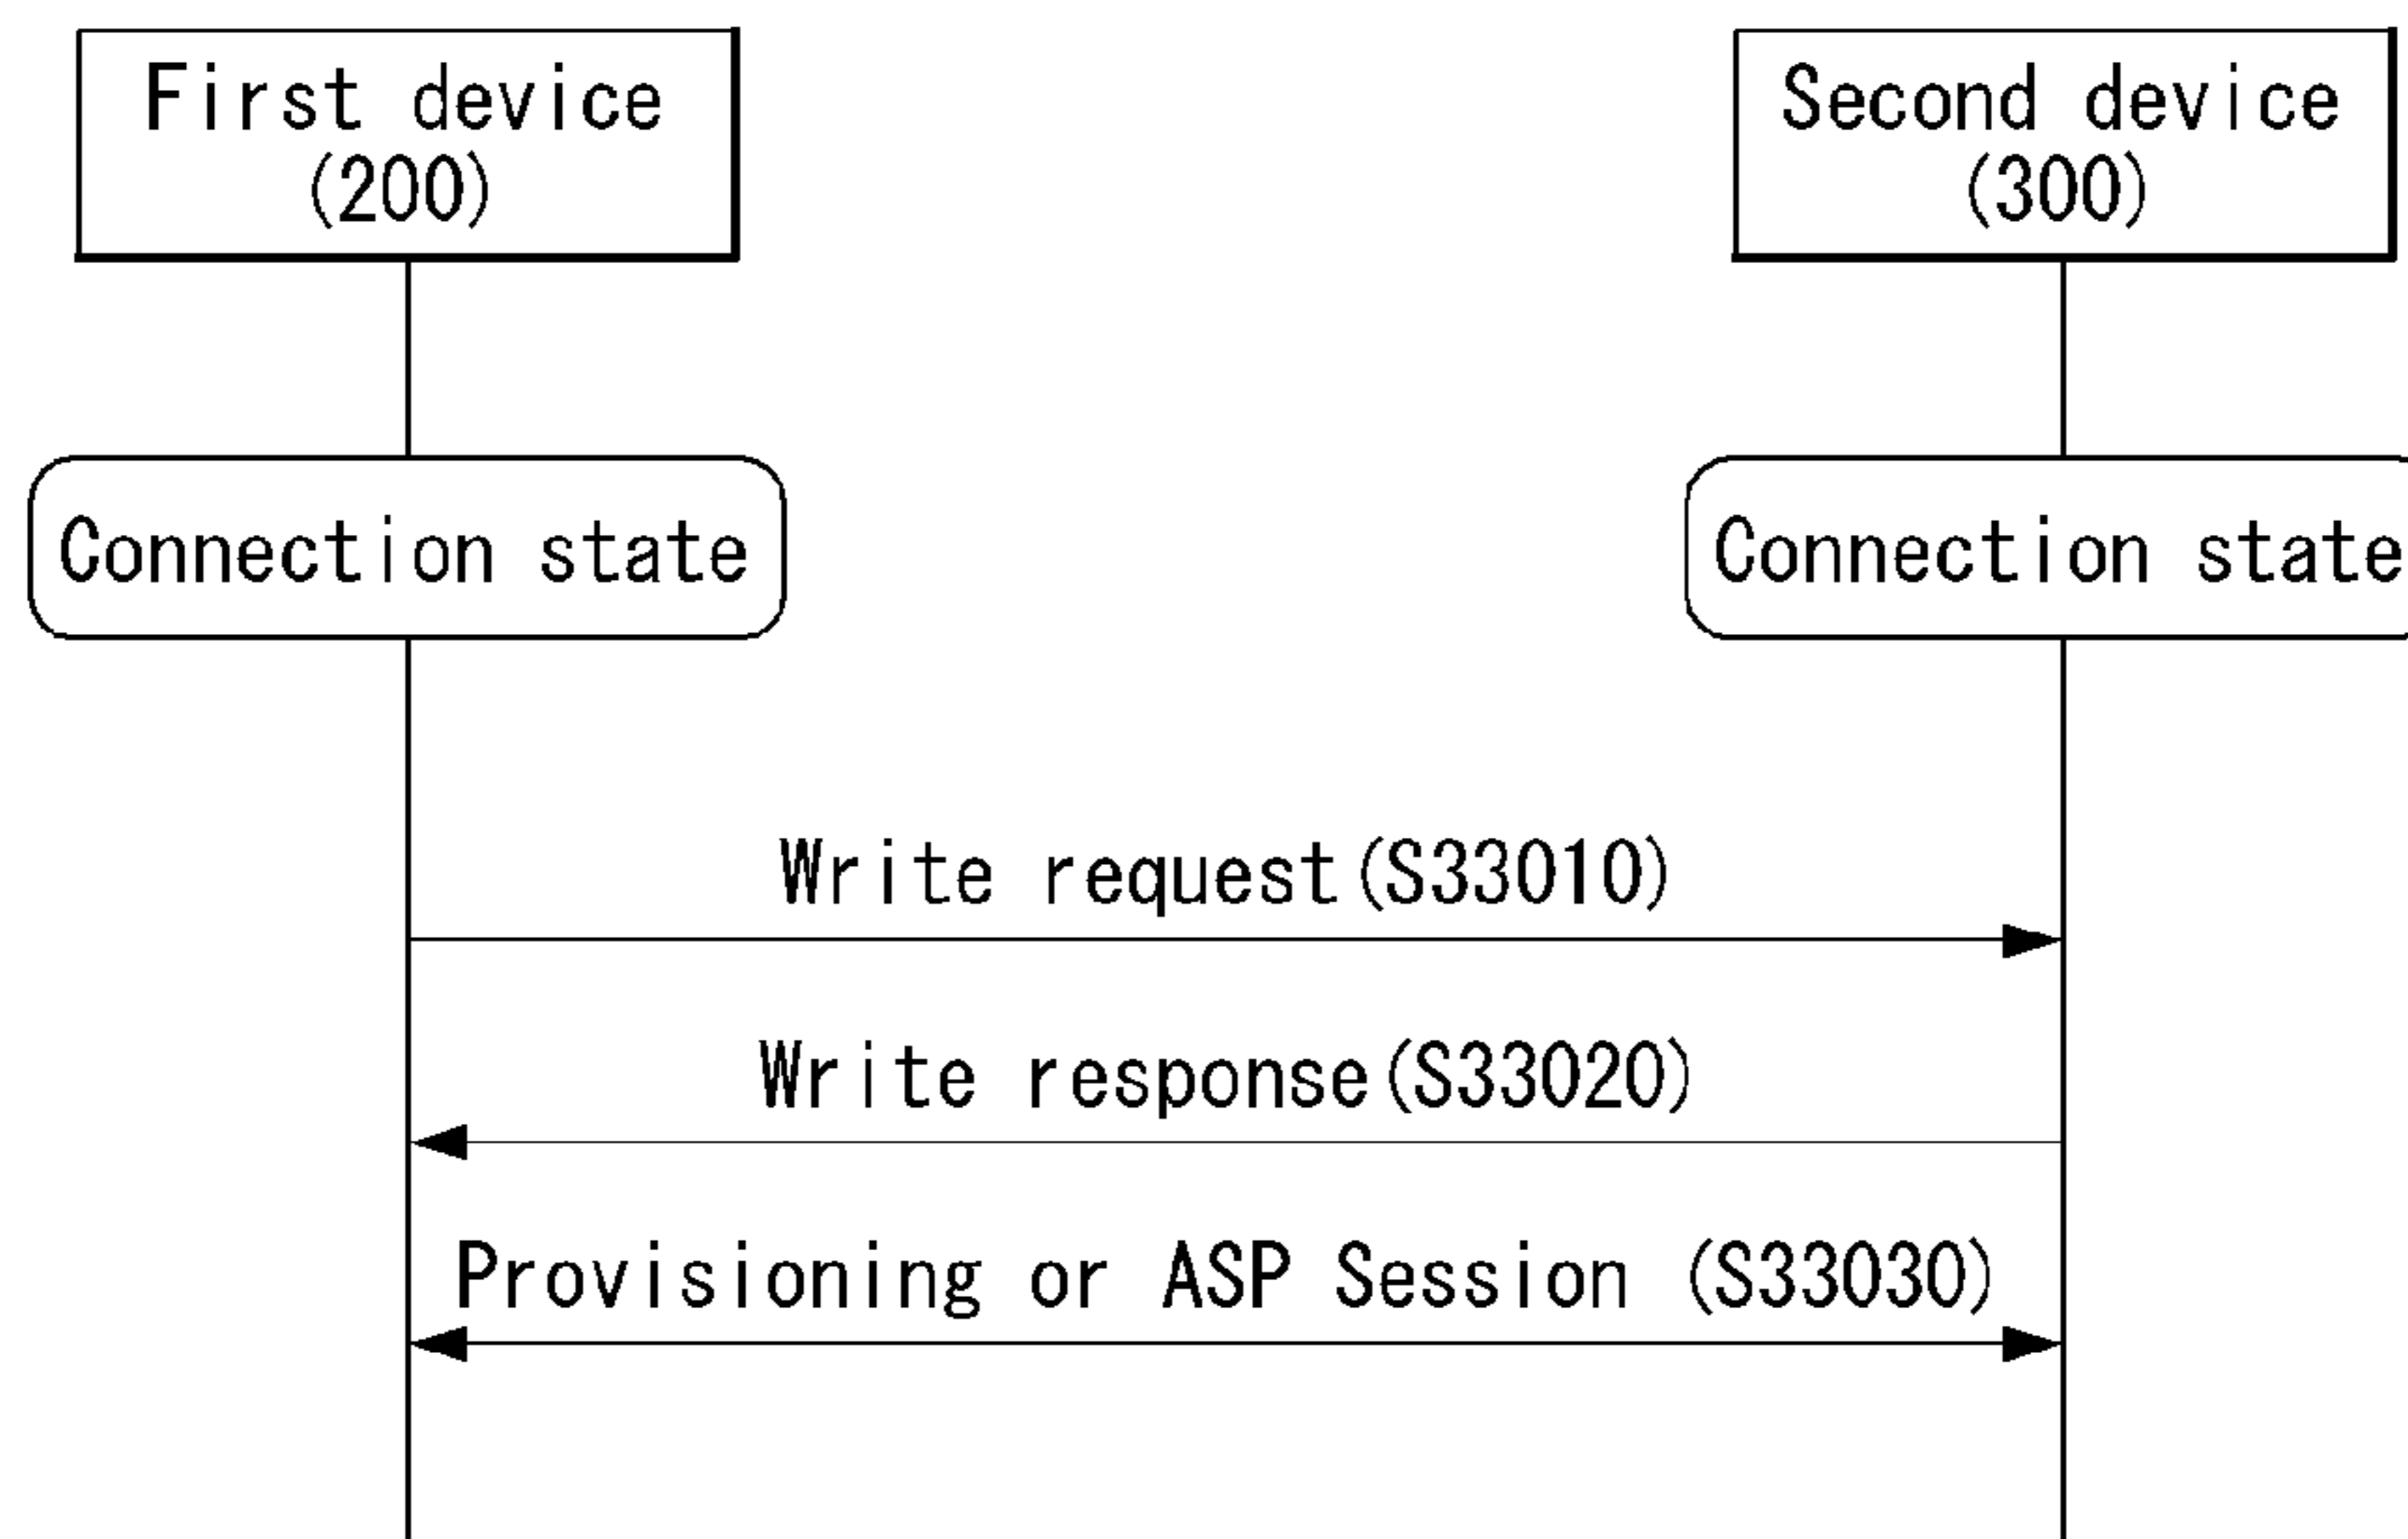 First device
(200)
Second device
(300)
Connection state
Connection state
Write request(S33010)
Write response(S33020)
Provisioning or ASP Session (S33030)